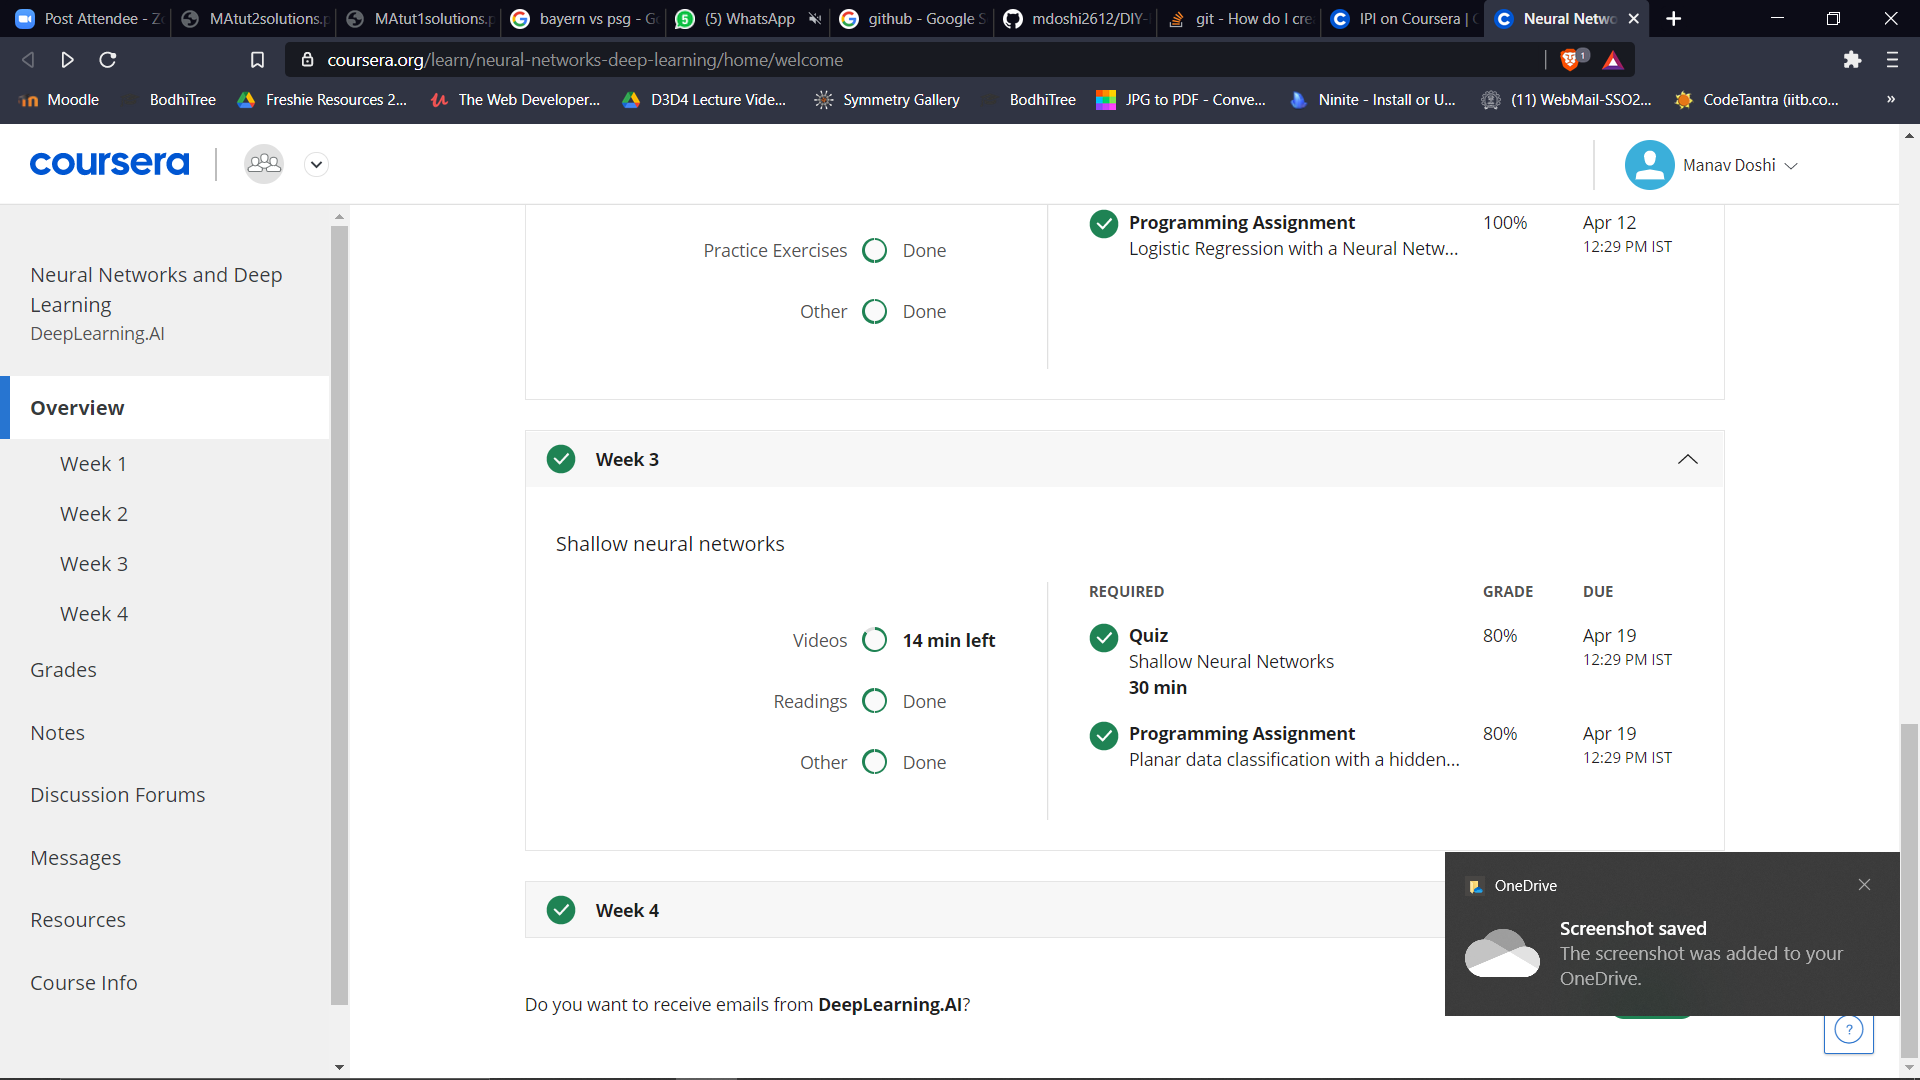 Post Attendee - Z
MAtut2solutions.p
MAtut1solutions.p
bayern vs psg - G
(5) WhatsApp
github - Google S
mdoshi2612/DIY-
git - How do I cre
IPI on Coursera |
Neural Netwo
coursera.org/learn/neural-networks-deep-learning/home/welcome
1
Moodle
BodhiTree
Freshie Resources 2...
The Web Developer...
D3D4 Lecture Vide...
Symmetry Gallery
BodhiTree
JPG to PDF - Conve...
Ninite - Install or U...
(11) WebMail-SSO2...
CodeTantra (iitb.co...
»
coursera
Manav Doshi
Neural Networks and Deep
Learning
DeepLearning.AI
Overview
Week 1
Week 2
Week 3
Week 4
Grades
Notes
Discussion Forums
Messages
Resources
Course Info
Practice Exercises Done
Other Done
Programming Assignment 100% Apr 12
Logistic Regression with a Neural Netw... 12:29 PM IST
Week 3
Shallow neural networks
Videos 14 min left
Readings Done
Other Done
REQUIRED GRADE DUE
Quiz 80% Apr 19
Shallow Neural Networks 12:29 PM IST
30 min
Programming Assignment 80% Apr 19
Planar data classification with a hidden... 12:29 PM IST
Week 4
Do you want to receive emails from DeepLearning.AI?
OneDrive
Screenshot saved
The screenshot was added to your
OneDrive.
?